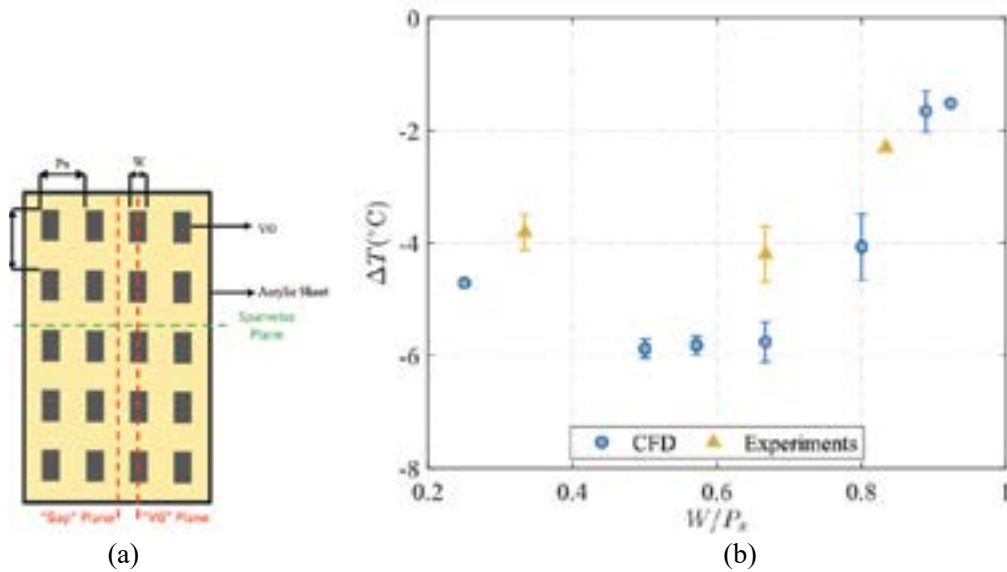 Ps
W
VG
Acrylic Sheet
Spanwise
Plane
"Gap" Plane
"VG" Plane
(a)
0
-2
-4
-6
-8
ΔT(°C)
CFD
Experiments
0.2
0.4
0.6
0.8
1
W/Pₛ
(b)